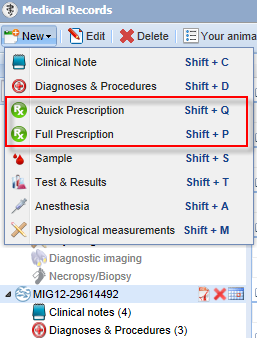 Medical Records
New Edit Delete Your anima
Clinical Note Shift + C
Diagnoses & Procedures Shift + D
Quick Prescription Shift + Q
Full Prescription Shift + P
Sample Shift + S
Test & Results Shift + T
Anesthesia Shift + A
Physiological measurements Shift + M
Diagnostic imaging
Necropsy/Biopsy
MIG12-29614492
Clinical notes (4)
Diagnoses & Procedures (3)